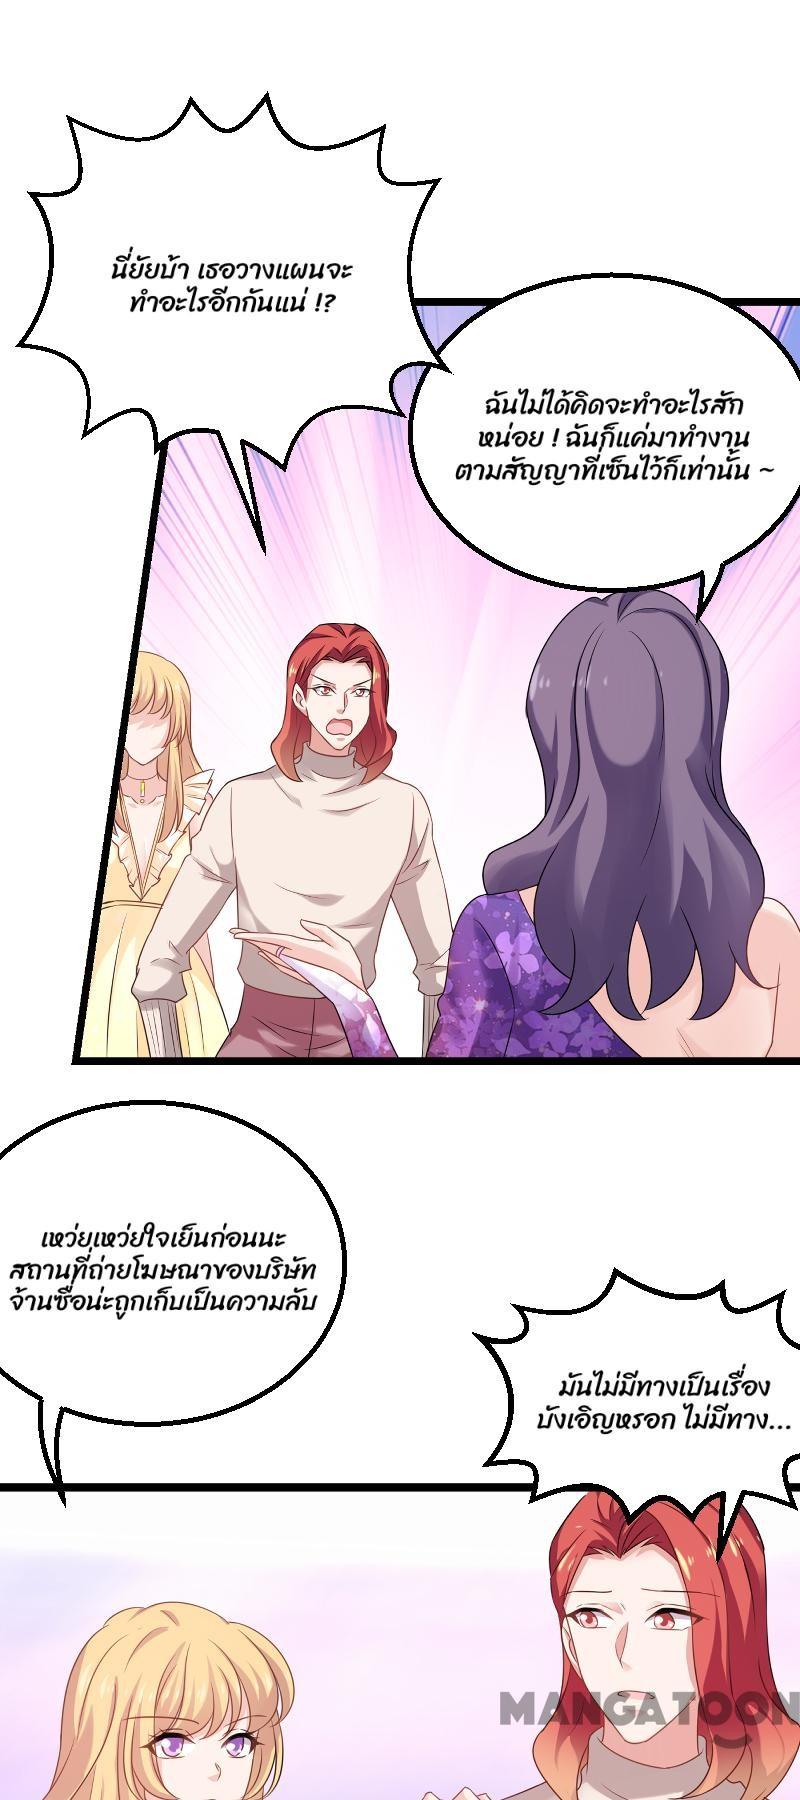 นี่ยัยบ้า เธอวางแผนจะ
ทำอะไรอีกกันแน่ !?
ฉันไม่ได้คิดจะทำอะไรสัก
หน่อย ! ฉันก็แค่มาทำงาน
ตามสัญญาที่เซ็นไว้ก็เท่านั้น ~
เหว่ยเหว่ยใจเย็นก่อนนะ
สถานที่ถ่ายโฆษณาของบริษัท
จ้านซื่อน่ะถูกเก็บเป็นความลับ
มันไม่มีทางเป็นเรื่อง
บังเอิญหรอก ไม่มีทาง...
MANGATOON